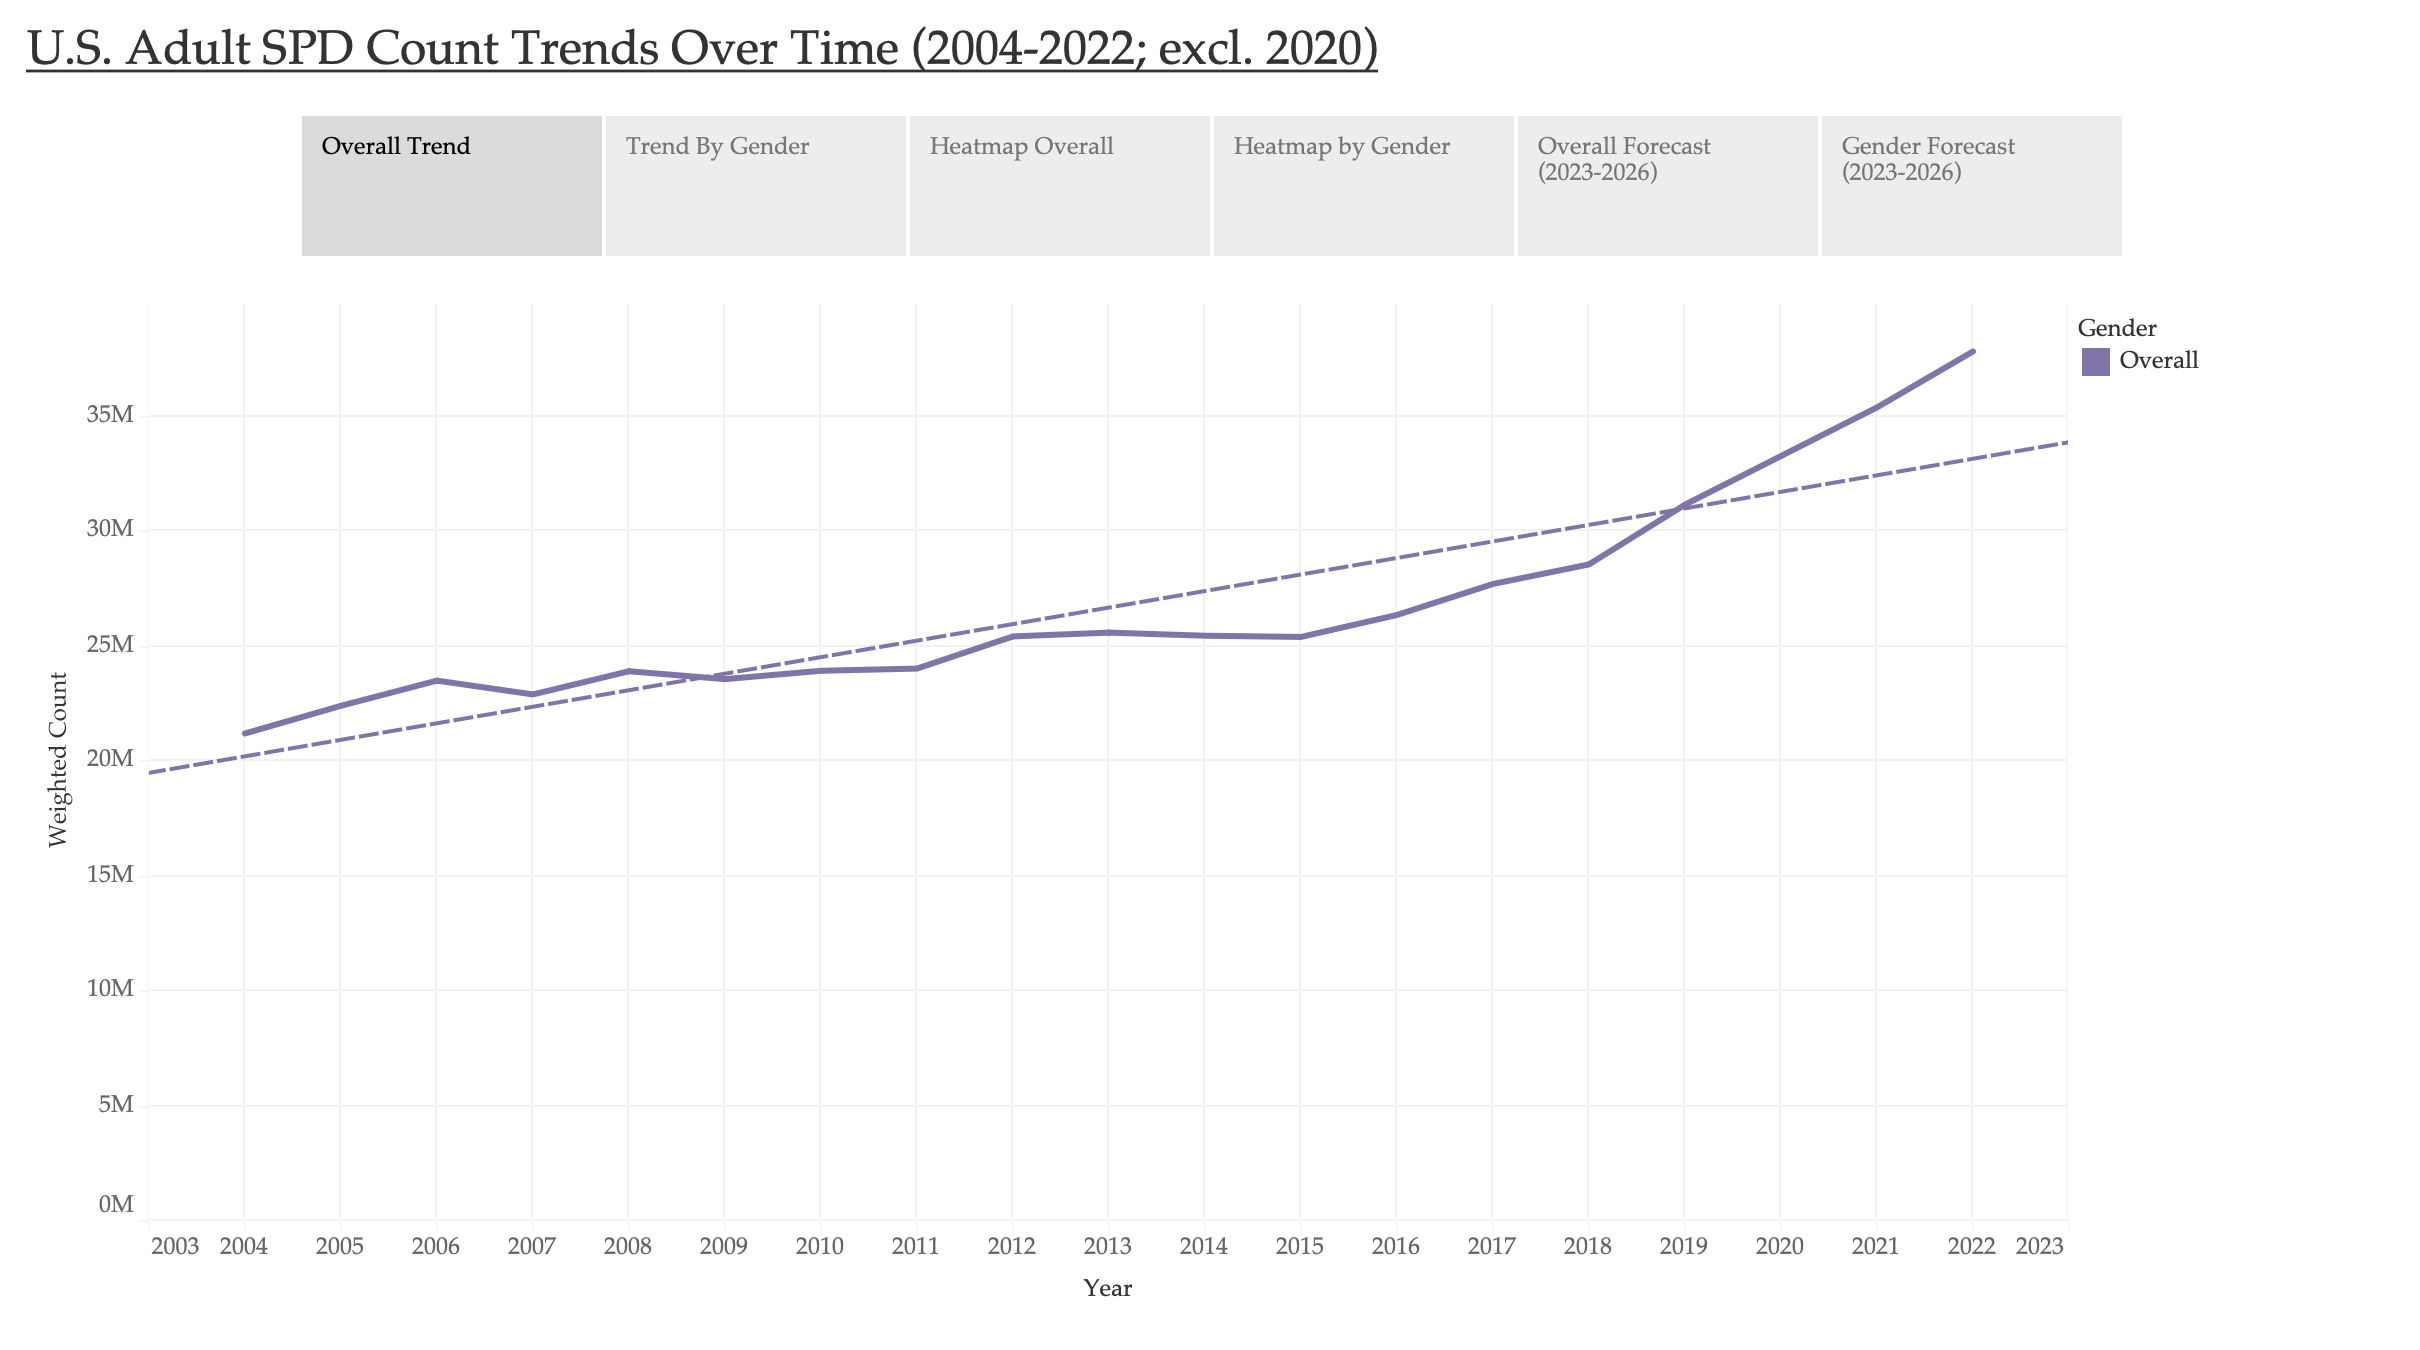 U.S. Adult SPD Count Trends Over Time (2004-2022; excl. 2020)
Overall Trend
Trend By Gender
Heatmap Overall
Heatmap by Gender
Overall Forecast
(2023-2026)
Gender Forecast
(2023-2026)
Gender
Overall
35M
30M
25M
20M
15M
10M
5M
0M
Weighted Count
2003 2004 2005 2006 2007 2008 2009 2010 2011 2012 2013 2014 2015 2016 2017 2018 2019 2020 2021 2022 2023
Year